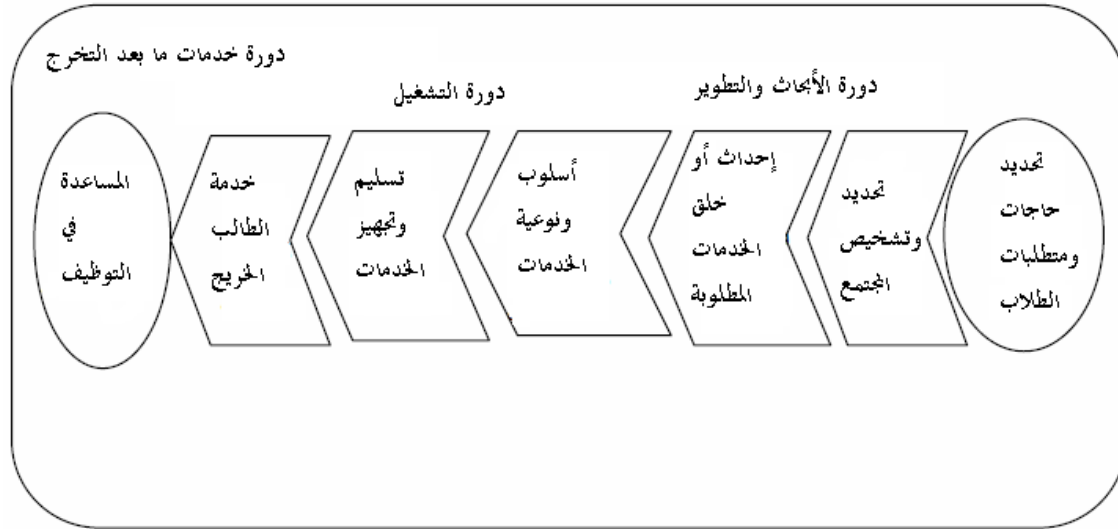 دورة خدمات ما بعد التخرج
دورة التشغيل
دورة الأبحاث والتطوير
تحديد
حاجات
ومتطلبات
الطلاب
تحديد
وتشخيص
المجتمع
إحداث أو
خلق
الخدمات
المطلوبة
أسلوب
ونوعية
الخدمات
تسليم
وتجهيز
الخدمات
خدمة
الطالب
الخريج
المساعدة
في
التوظيف